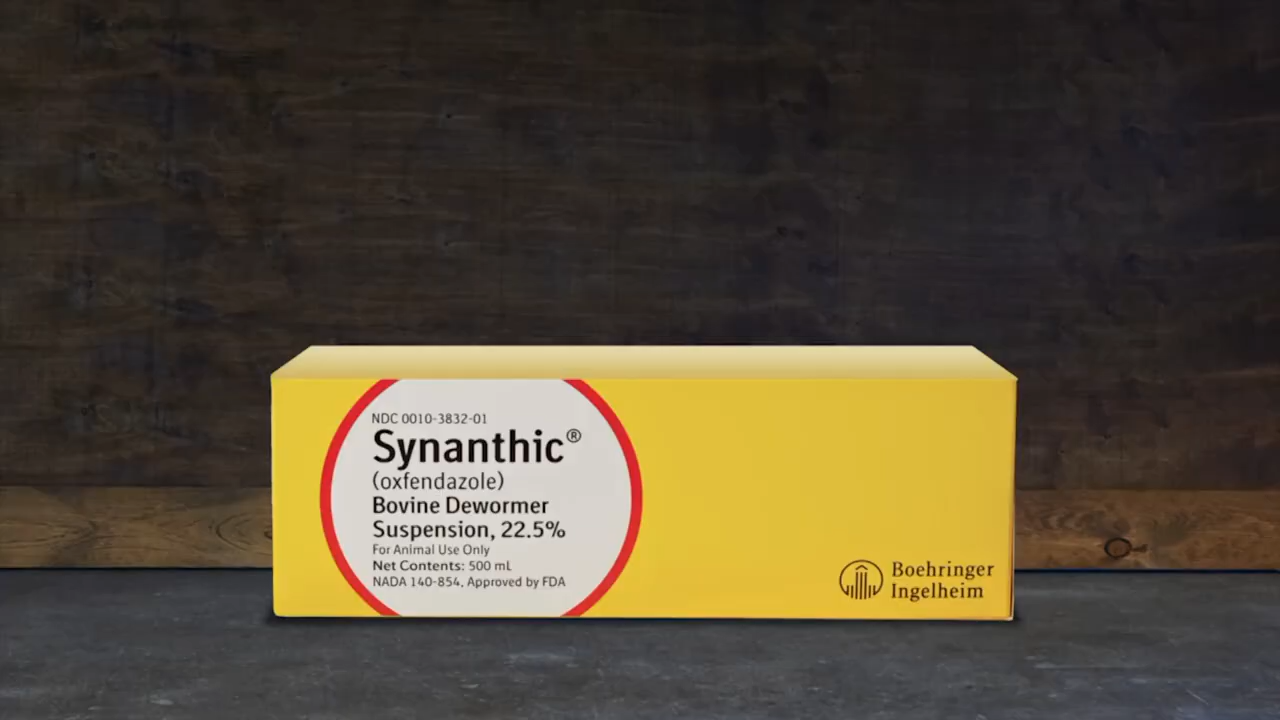 NDC 0010-3832-01
Synanthic®
(oxfendazole)
Bovine Dewormer
Suspension, 22.5%
For Animal Use Only
Net Contents: 500 mL
NADA 140-854, Approved by FDA
Boehringer
Ingelheim